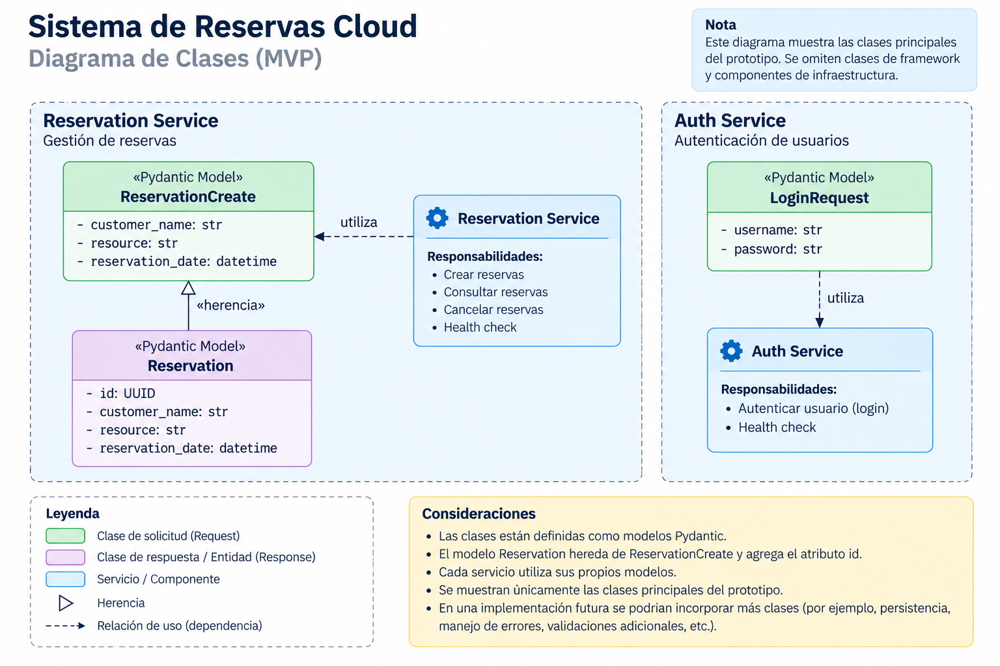 Sistema de Reservas Cloud
Diagrama de Clases (MVP)
Nota
Este diagrama muestra las clases principales
del prototipo. Se omiten clases de framework
y componentes de infraestructura.
Reservation Service
Gestión de reservas
«Pydantic Model»
ReservationCreate
- customer_name: str
- resource: str
- reservation_date: datetime
«herencia»
«Pydantic Model»
Reservation
- id: UUID
- customer_name: str
- resource: str
- reservation_date: datetime
utiliza
Reservation Service
Responsabilidades:
• Crear reservas
• Consultar reservas
• Cancelar reservas
• Health check
Auth Service
Autenticación de usuarios
«Pydantic Model»
LoginRequest
- username: str
- password: str
utiliza
Auth Service
Responsabilidades:
• Autenticar usuario (login)
• Health check
Leyenda
Clase de solicitud (Request)
Clase de respuesta / Entidad (Response)
Servicio / Componente
Herencia
Relación de uso (dependencia)
Consideraciones
• Las clases están definidas como modelos Pydantic.
• El modelo Reservation hereda de ReservationCreate y agrega el atributo id.
• Cada servicio utiliza sus propios modelos.
• Se muestran únicamente las clases principales del prototipo.
• En una implementación futura se podrian incorporar más clases (por ejemplo, persistencia,
manejo de errores, validaciones adicionales, etc.).